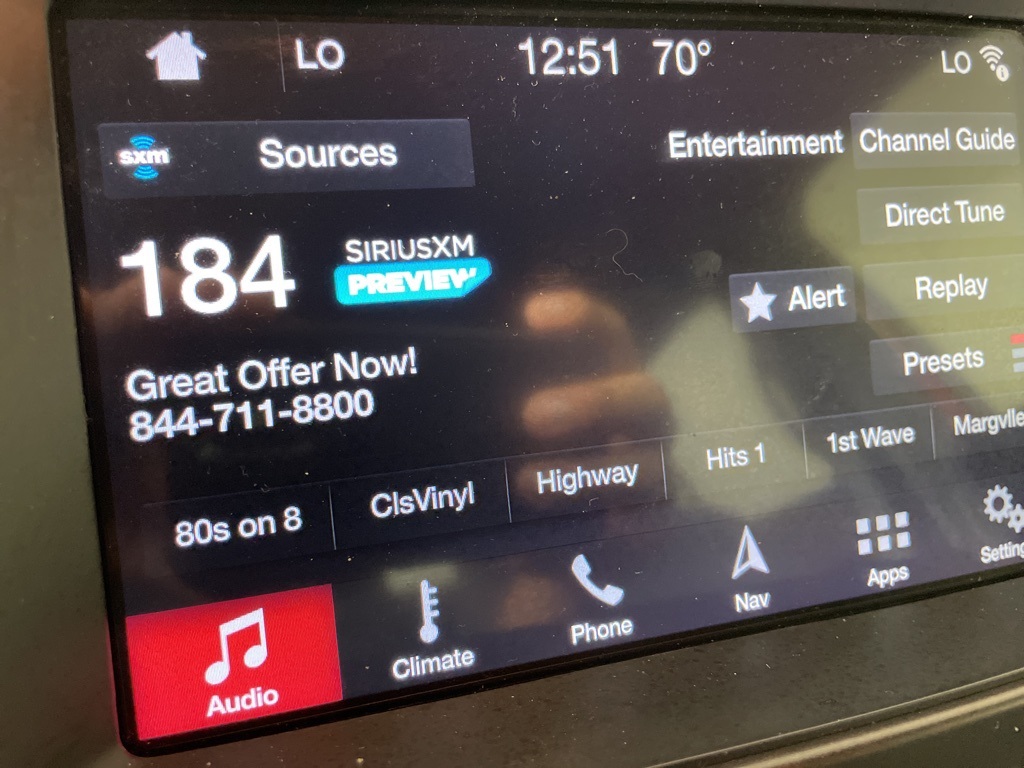 LO 12:51 70° LO
sxm Sources Entertainment Channel Guide
Direct Tune
184 SIRIUSXM
PREVIEW
Alert Replay
Presets
Great Offer Now!
844-711-8800
80s on 8 ClsVinyl Highway Hits 1 1st Wave Margvlle
Audio Climate Phone Nav Apps Setting